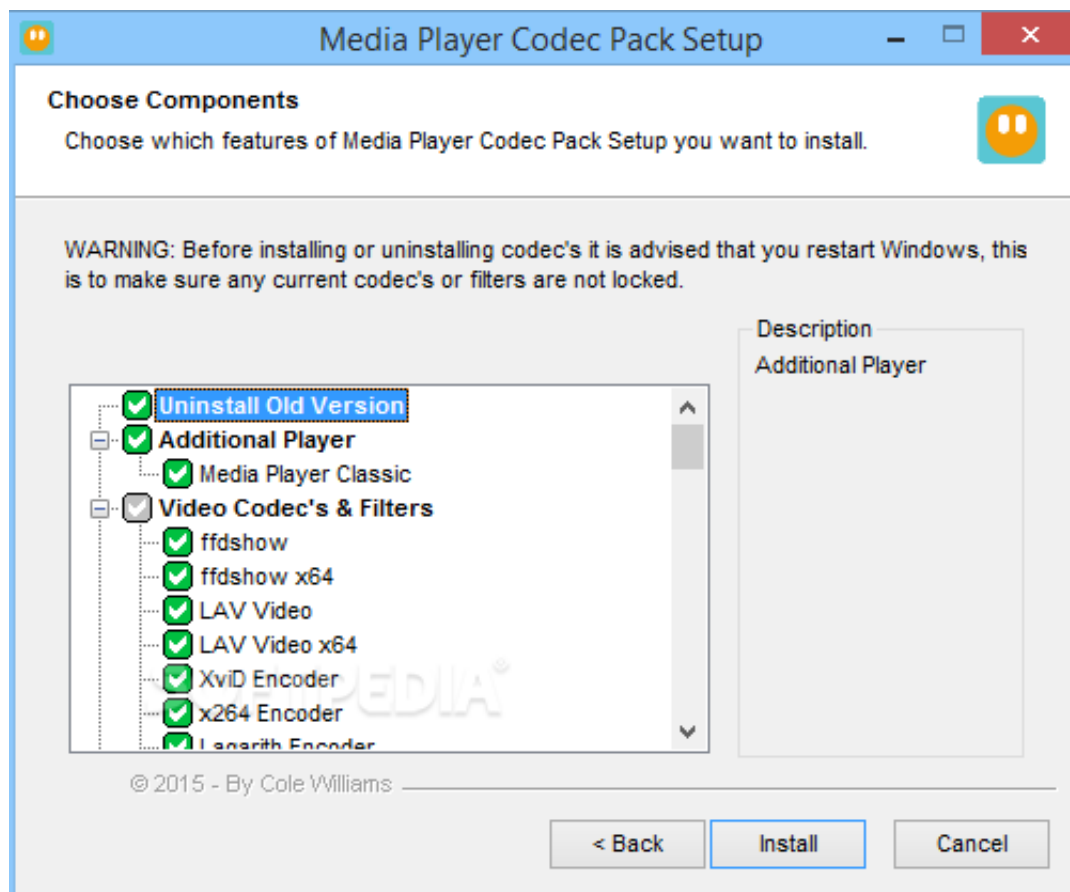 Media Player Codec Pack Setup
Choose Components
Choose which features of Media Player Codec Pack Setup you want to install.
WARNING: Before installing or uninstalling codec's it is advised that you restart Windows, this
is to make sure any current codec's or filters are not locked.
Description
Additional Player
Uninstall Old Version
Additional Player
Media Player Classic
Video Codec's & Filters
ffdshow
ffdshow x64
LAV Video
LAV Video x64
XviD Encoder
x264 Encoder
Lagarith Encoder
SOFTPEDIA®
© 2015 - By Cole Williams
< Back
Install
Cancel